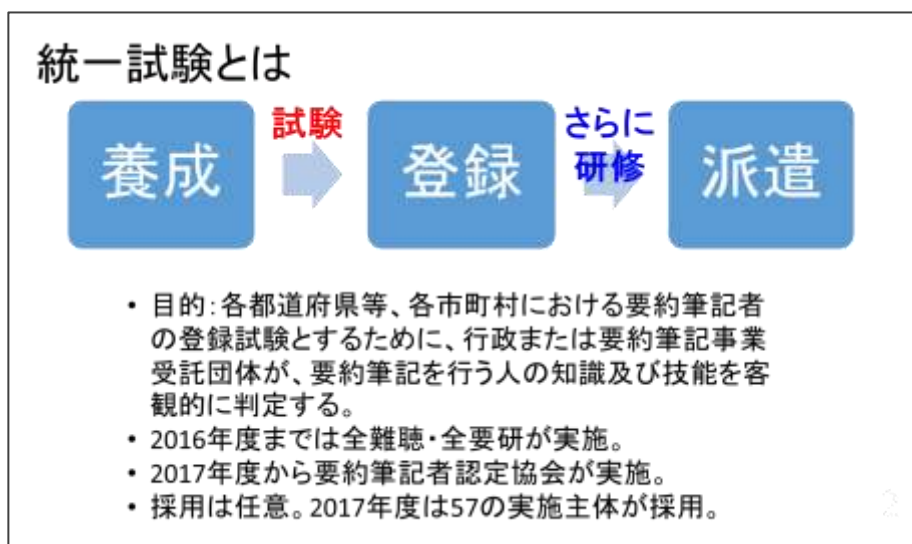 統一試験とは
養成
試験
登録
さらに
研修
派遣
• 目的：各都道府県等、各市町村における要約筆記者
の登録試験とするために、行政または要約筆記事業
受託団体が、要約筆記を行う人の知識及び技能を客
観的に判定する。
• 2016年度までは全難聴・全要研が実施。
• 2017年度から要約筆記者認定協会が実施。
• 採用は任意。2017年度は57の実施主体が採用。